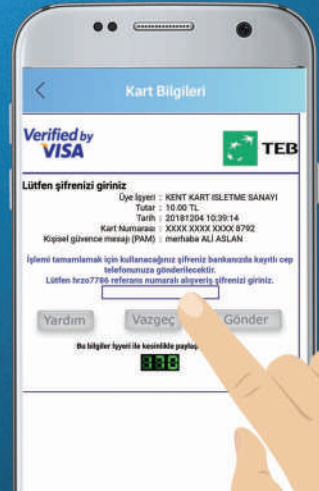 Kart Bilgileri
Verified by
VISA
TEB
Lütfen şifrenizi giriniz
Üye İşyeri : KENT KART ISLETME SANAYI
Tutar : 10.00 TL
Tarih : 20181204 10:39:14
Kart Numarası : XXXX XXXX XXXX 8792
Kişisel güvence mesajı (PAM) : merhaba ALİ ASLAN
İşlemi tamamlamak için kullanacağınız şifreniz bankanızda kayıtlı cep
telefonunuza gönderilecektir.
Lütfen hrzo7786 referans numaralı alışveriş şifrenizi giriniz.
Yardım
Vazgeç
Gönder
Bu bilgiler İşyeri ile kesinlikle